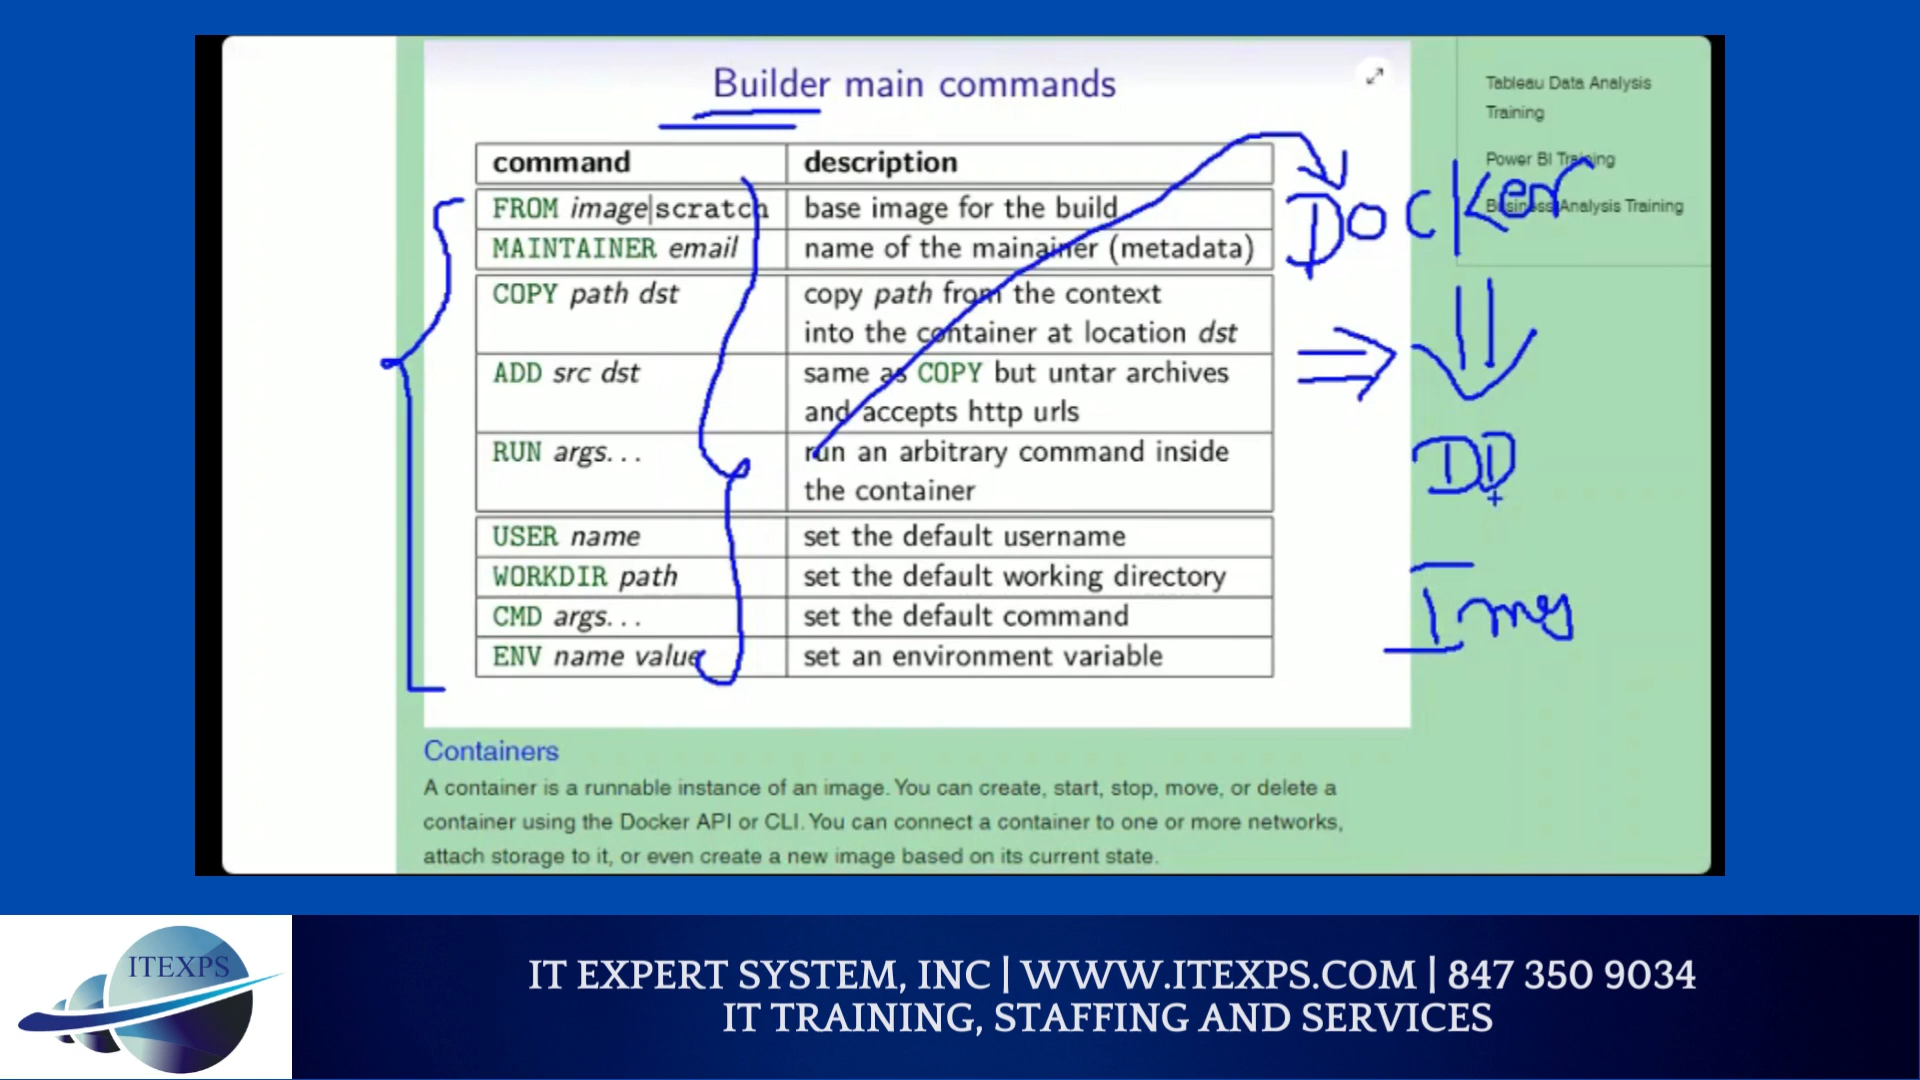 Builder main commands
command description
FROM image|scratch base image for the build
MAINTAINER email name of the mainainer (metadata)
COPY path dst copy path from the context
into the container at location dst
ADD src dst same as COPY but untar archives
and accepts http urls
RUN args... run an arbitrary command inside
the container
USER name set the default username
WORKDIR path set the default working directory
CMD args... set the default command
ENV name value set an environment variable
Tableau Data Analysis
Training
Power BI Training
Business Analysis Training
Docker
DD
Containers
A container is a runnable instance of an image. You can create, start, stop, move, or delete a
container using the Docker API or CLI. You can connect a container to one or more networks,
attach storage to it, or even create a new image based on its current state.
ITEXPS
IT EXPERT SYSTEM, INC | WWW.ITEXPS.COM | 847 350 9034
IT TRAINING, STAFFING AND SERVICES